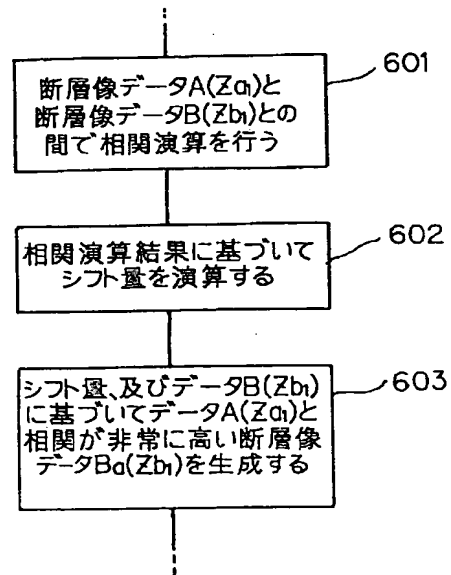 断層像データA(Za1)と
断層像データB(Zb1)との
間で相関演算を行う
601
相関演算結果に基づいて
シフト量を演算する
602
シフト量、及びデータB(Zb1)
に基づいてデータA(Za1)と
相関が非常に高い断層像
データBa(Zb1)を生成する
603